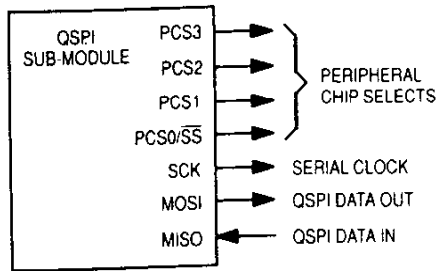 QSPI
SUB-MODULE
PCS3
PCS2
PCS1
PCS0/SS
SCK
MOSI
MISO
PERIPHERAL
CHIP SELECTS
SERIAL CLOCK
QSPI DATA OUT
QSPI DATA IN